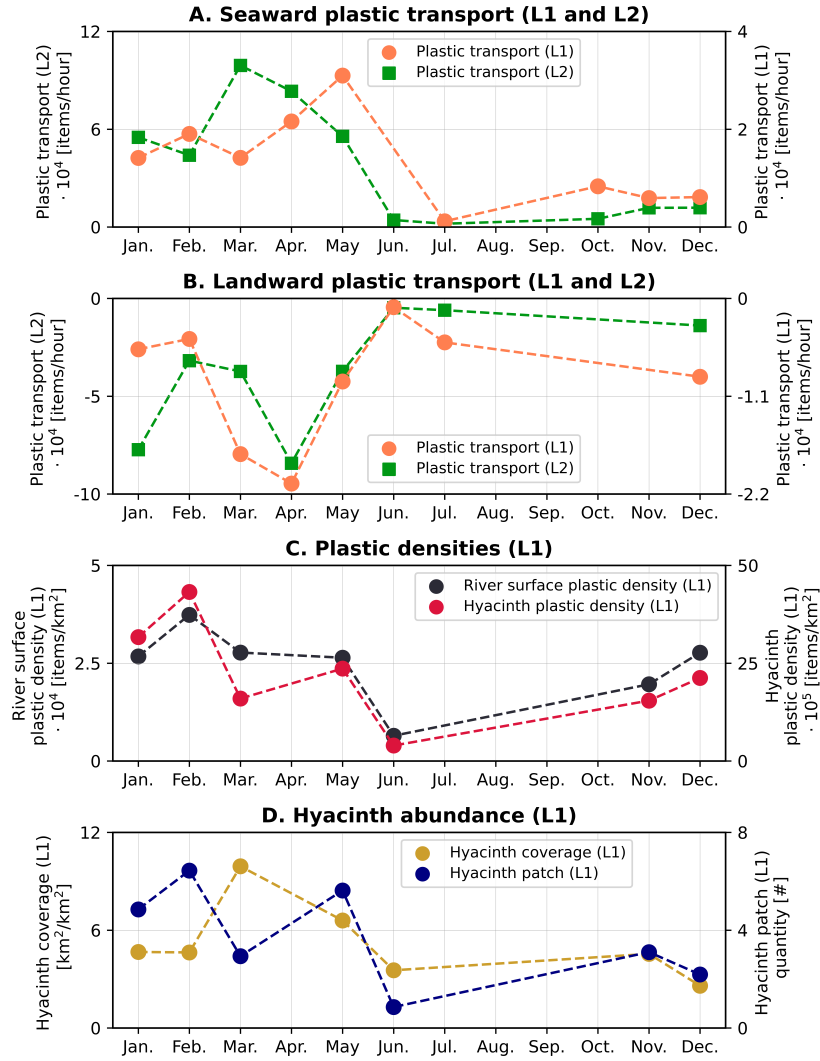 A. Seaward plastic transport (L1 and L2)
12
6
0
Plastic transport (L2)
· 10⁴ [items/hour]
Plastic transport (L1)
Plastic transport (L2)
4
2
0
Plastic transport (L1)
· 10⁴ [items/hour]
Jan. Feb. Mar. Apr. May Jun. Jul. Aug. Sep. Oct. Nov. Dec.
B. Landward plastic transport (L1 and L2)
0
-5
-10
Plastic transport (L2)
· 10⁴ [items/hour]
Plastic transport (L1)
Plastic transport (L2)
0
-1.1
-2.2
Plastic transport (L1)
· 10⁴ [items/hour]
Jan. Feb. Mar. Apr. May Jun. Jul. Aug. Sep. Oct. Nov. Dec.
C. Plastic densities (L1)
5
2.5
0
River surface
plastic density (L1)
· 10⁴ [items/km²]
River surface plastic density (L1)
Hyacinth plastic density (L1)
50
25
0
Hyacinth
plastic density (L1)
· 10⁵ [items/km²]
Jan. Feb. Mar. Apr. May Jun. Jul. Aug. Sep. Oct. Nov. Dec.
D. Hyacinth abundance (L1)
12
6
0
Hyacinth coverage (L1)
[km²/km²]
Hyacinth coverage (L1)
Hyacinth patch (L1)
8
4
0
Hyacinth patch (L1)
quantity [#]
Jan. Feb. Mar. Apr. May Jun. Jul. Aug. Sep. Oct. Nov. Dec.